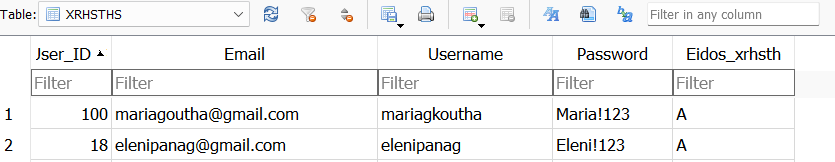 Table: XRHSTHS Filter in any column
Jser_ID Email Username Password Eidos_xrhsth
Filter Filter Filter Filter Filter
1 100 mariagoutha@gmail.com mariagkoutha Maria!123 A
2 18 elenipanag@gmail.com elenipanag Eleni!123 A